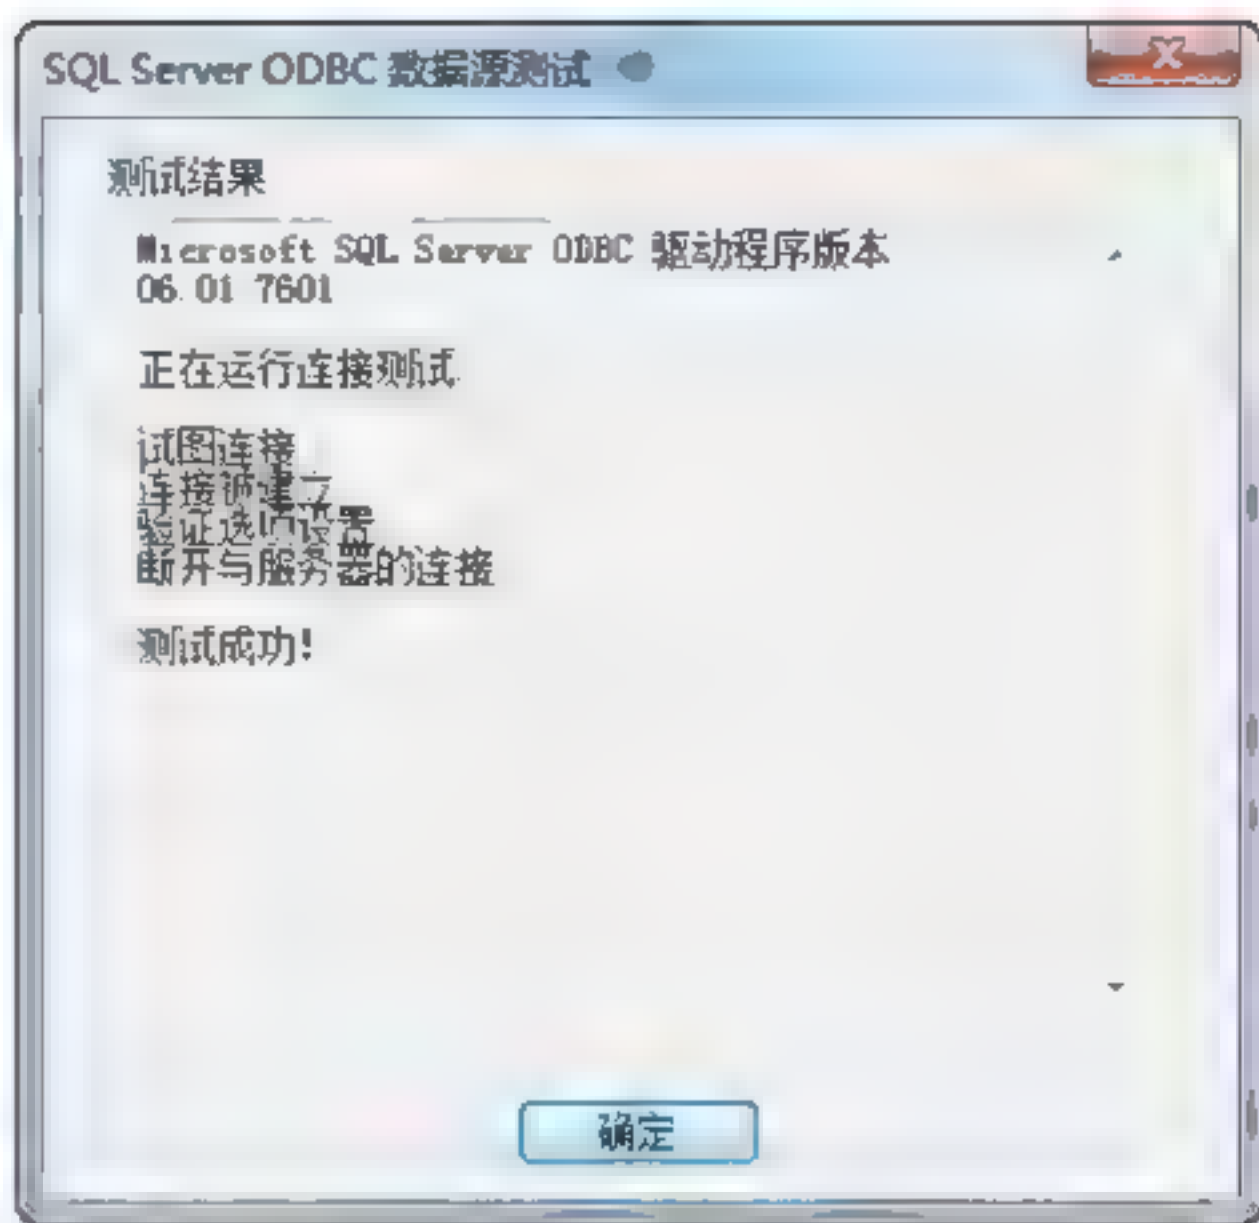 SQL Server ODBC 数据源测试
测试结果
Microsoft SQL Server ODBC 驱动程序版本
06.01.7601
正在运行连接测试
试图连接
连接被建立
验证选项设置
断开与服务器的连接
测试成功!
确定